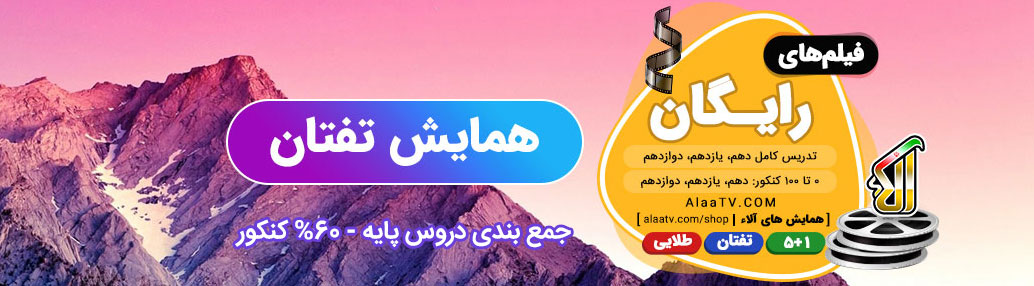 فیلم‌های
رایگان
تدریس کامل دهم، یازدهم، دوازدهم
۰ تا ۱۰۰ کنکور: دهم، یازدهم، دوازدهم
AlaaTV.COM
[ همایش های آلاء | alaatv.com/shop ]
۵+۱ تفتان طلایی
آلاء
همایش تفتان
جمع بندی دروس پایه - ۶۰% کنکور